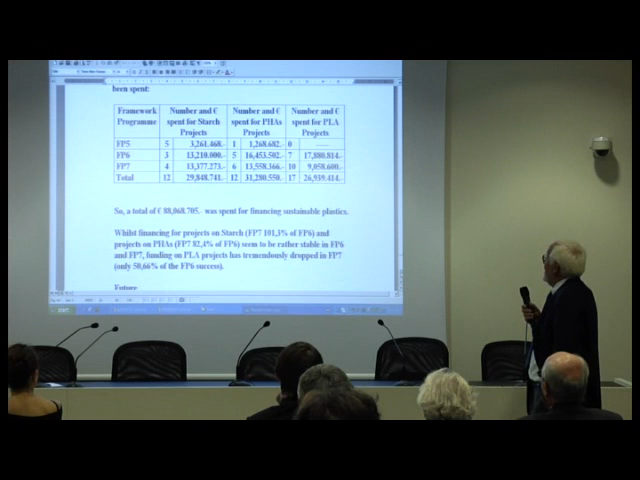 been spent:
Framework Programme | Number and € spent for Starch Projects | Number and € spent for PHAs Projects | Number and € spent for PLA Projects
FP5 | 5 | 3,261.468.- | 1 | 1,268.682.- | 0 | -----
FP6 | 3 | 13,210.000.- | 5 | 16,453.502.- | 7 | 17,880.814.-
FP7 | 4 | 13,377.273.- | 6 | 13,558.366.- | 10 | 9,058.600.-
Total | 12 | 29,848.741.- | 12 | 31,280.550.- | 17 | 26,939.414.-
So, a total of € 88,068.705.- was spent for financing sustainable plastics.
Whilst financing for projects on Starch (FP7 101,3% of FP6) and
projects on PHAs (FP7 82,4% of FP6) seem to be rather stable in FP6
and FP7, funding on PLA projects has tremendously dropped in FP7
(only 50,66% of the FP6 success).
Future